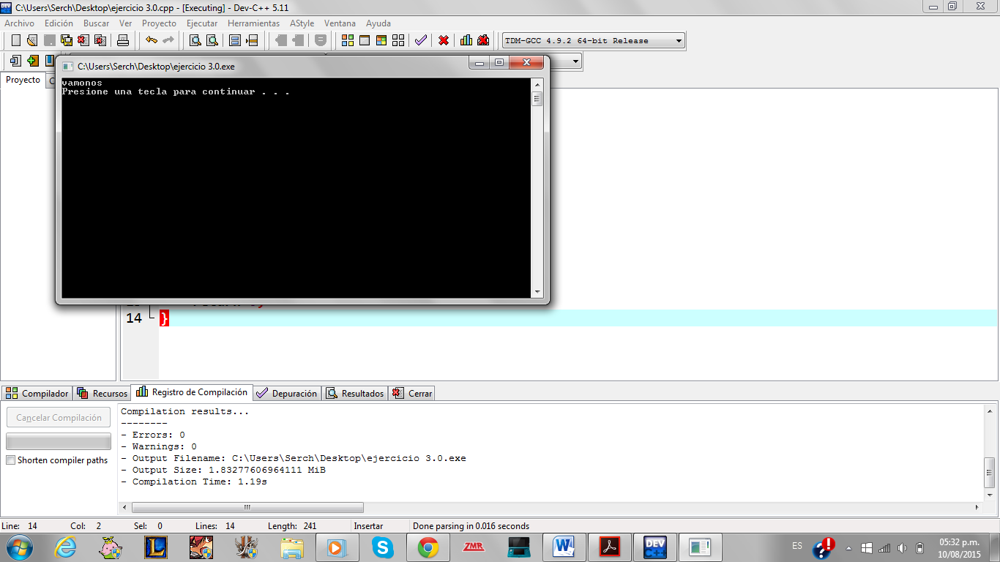 C:\Users\Serch\Desktop\ejercicio 3.0.cpp - [Executing] - Dev-C++ 5.11
Archivo Edición Buscar Ver Proyecto Ejecutar Herramientas AStyle Ventana Ayuda
TDM-GCC 4.9.2 64-bit Release
C:\Users\Serch\Desktop\ejercicio 3.0.exe
Proyecto
vamonos
Presione una tecla para continuar . . .
14 }
Compilador Recursos Registro de Compilación Depuración Resultados Cerrar
Cancelar Compilación
Shorten compiler paths
Compilation results...
--------
- Errors: 0
- Warnings: 0
- Output Filename: C:\Users\Serch\Desktop\ejercicio 3.0.exe
- Output Size: 1.83277606964111 MiB
- Compilation Time: 1.19s
Line: 14 Col: 2 Sel: 0 Lines: 14 Length: 241 Insertar Done parsing in 0.016 seconds
ZMR
DEV C++
ES
05:32 p.m.
10/08/2015